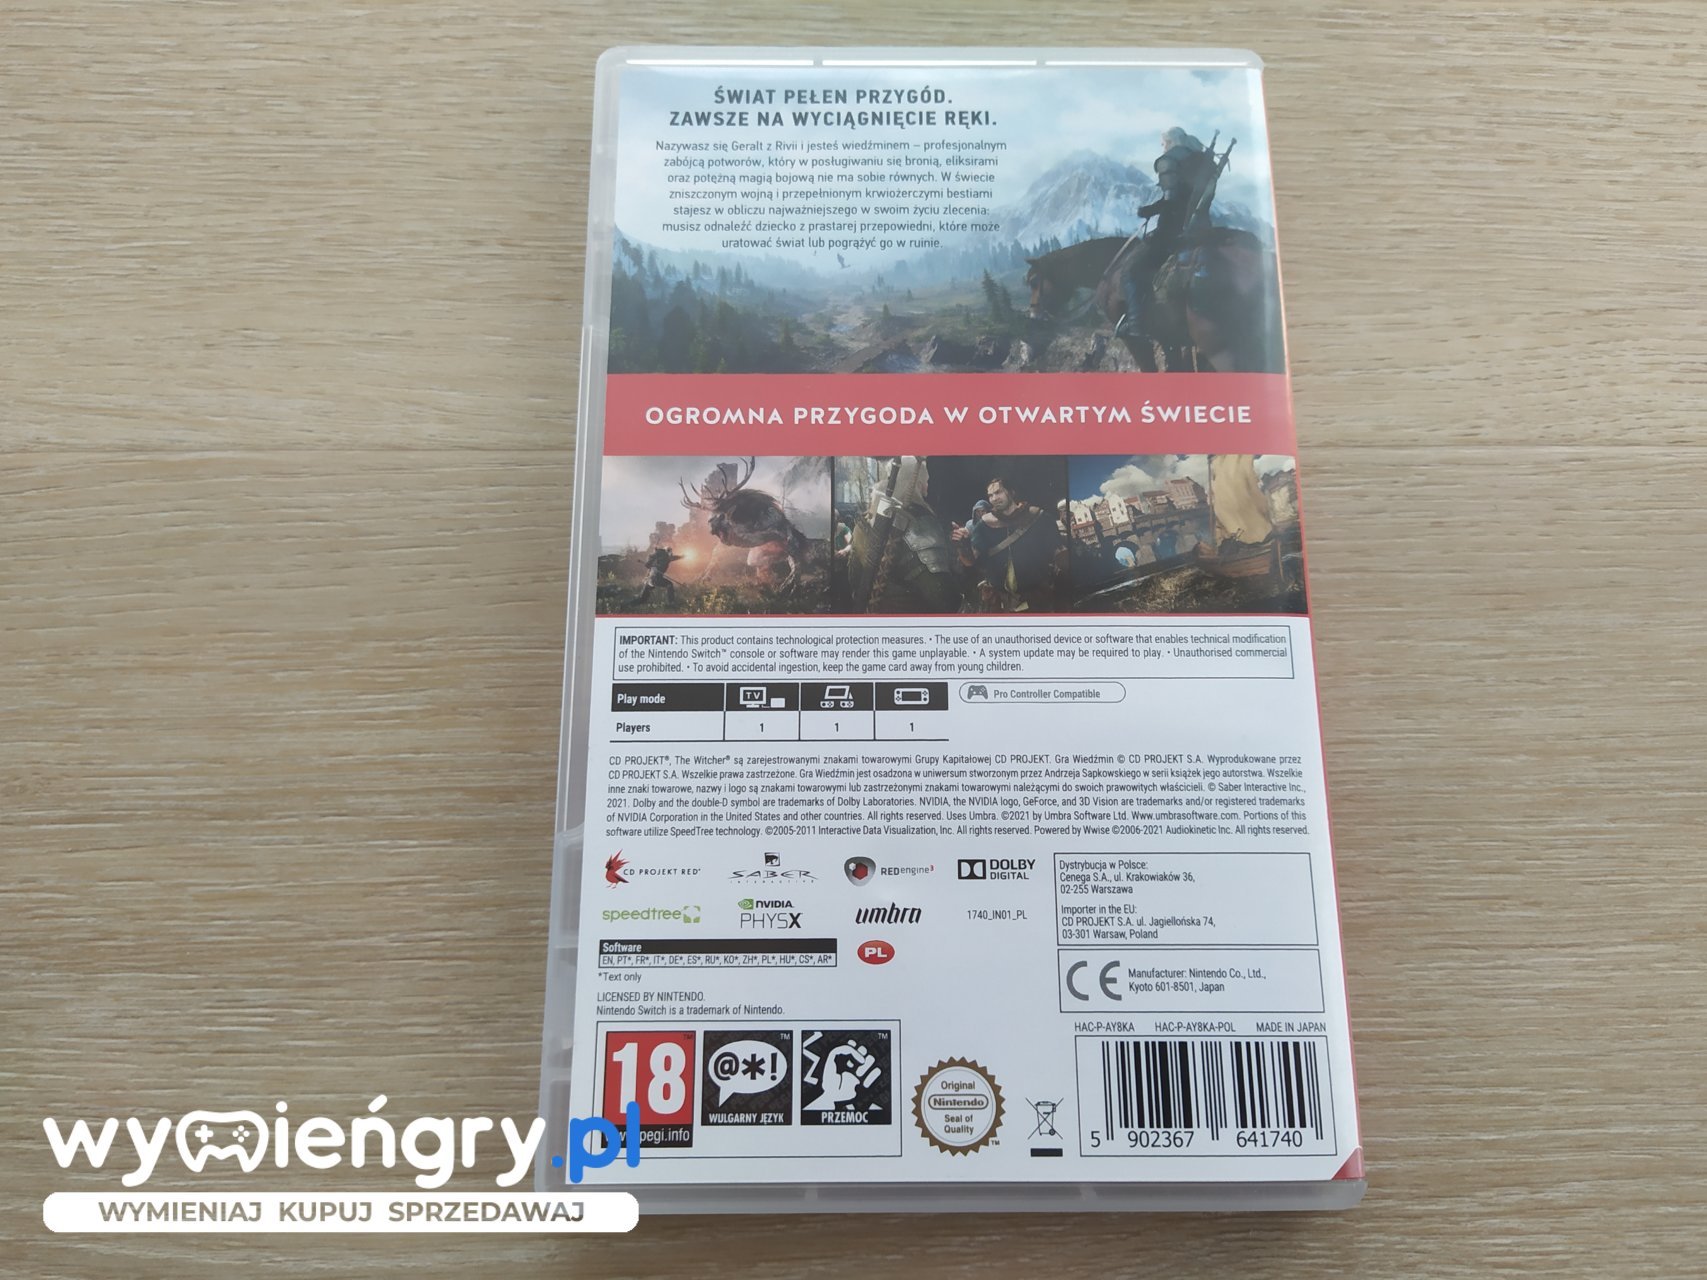 ŚWIAT PEŁEN PRZYGÓD.
ZAWSZE NA WYCIĄGNIĘCIE RĘKI.
Nazywasz się Geralt z Rivii i jesteś wiedźminem – profesjonalnym
zabójcą potworów, który w posługiwaniu się bronią, eliksirami
oraz potężną magią bojową nie ma sobie równych. W świecie
zniszczonym wojną i przepełnionym krwiożerczymi bestiami
stajesz w obliczu najważniejszego w swoim życiu zlecenia:
musisz odnaleźć dziecko z prastarej przepowiedni, które może
uratować świat lub pogrążyć go w ruinie.
OGROMNA PRZYGODA W OTWARTYM ŚWIECIE
IMPORTANT: This product contains technological protection measures. • The use of an unauthorised device or software that enables technical modification
of the Nintendo Switch™ console or software may render this game unplayable. • A system update may be required to play. • Unauthorised commercial
use prohibited. • To avoid accidental ingestion, keep the game card away from young children.
Play mode TV
Pro Controller Compatible
Players 1 1 1
CD PROJEKT®, The Witcher® są zarejestrowanymi znakami towarowymi Grupy Kapitałowej CD PROJEKT. Gra Wiedźmin © CD PROJEKT S.A. Wyprodukowane przez
CD PROJEKT S.A. Wszelkie prawa zastrzeżone. Gra Wiedźmin jest osadzona w uniwersum stworzonym przez Andrzeja Sapkowskiego w serii książek jego autorstwa. Wszelkie
inne znaki towarowe, nazwy i logo są znakami towarowymi lub zastrzeżonymi znakami towarowymi należącymi do swoich prawowitych właścicieli. © Saber Interactive Inc.,
2021. Dolby and the double-D symbol are trademarks of Dolby Laboratories. NVIDIA, the NVIDIA logo, GeForce, and 3D Vision are trademarks and/or registered trademarks
of NVIDIA Corporation in the United States and other countries. All rights reserved. Uses Umbra. ©2021 by Umbra Software Ltd. Www.umbrasoftware.com. Portions of this
software utilize SpeedTree technology. ©2005-2011 Interactive Data Visualization, Inc. All rights reserved. Powered by Wwise ©2006-2021 Audiokinetic Inc. All rights reserved.
CD PROJEKT RED®
SABER
INTERACTIVE
REDengine³
DOLBY
DIGITAL
Dystrybucja w Polsce:
Cenega S.A., ul. Krakowiaków 36,
02-255 Warszawa
Importer in the EU:
CD PROJEKT S.A. ul. Jagiellońska 74,
03-301 Warsaw, Poland
speedtree
NVIDIA.
PHYSX
umbra
1740_IN01_PL
Software
EN, PT*, FR*, IT*, DE*, ES*, RU*, KO*, ZH*, PL*, HU*, CS*, AR*
*Text only
PL
CE
Manufacturer: Nintendo Co., Ltd.,
Kyoto 601-8501, Japan
LICENSED BY NINTENDO.
Nintendo Switch is a trademark of Nintendo.
HAC-P-AY8KA HAC-P-AY8KA-POL MADE IN JAPAN
18
www.pegi.info
@*!
WULGARNY JĘZYK
PRZEMOC
Original
Nintendo
Seal of
Quality
5 902367 641740
wymieńgry.pl
WYMIENIAJ KUPUJ SPRZEDAWAJ